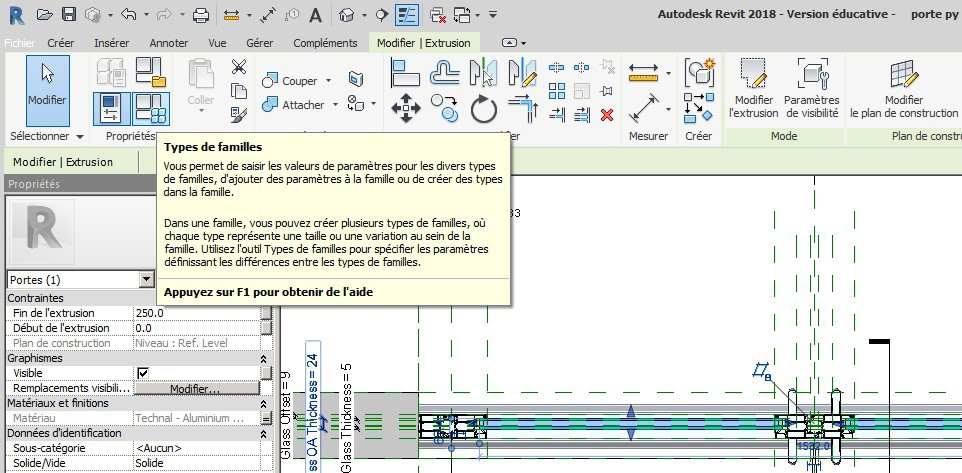 Autodesk Revit 2018 - Version éducative - porte py
Fichier Créer Insérer Annoter Vue Gérer Compléments Modifier | Extrusion
Modifier
Coller
Couper
Attacher
Modifier l'extrusion
Paramètres de visibilité
Modifier le plan de construction
Sélectionner Propriétés Mesurer Créer Mode Plan de constru
Modifier | Extrusion
Propriétés
Types de familles
Vous permet de saisir les valeurs de paramètres pour les divers types
de familles, d'ajouter des paramètres à la famille ou de créer des types
dans la famille.
Dans une famille, vous pouvez créer plusieurs types de familles, où
chaque type représente une taille ou une variation au sein de la
famille. Utilisez l'outil Types de familles pour spécifier les paramètres
définissant les différences entre les types de familles.
Appuyez sur F1 pour obtenir de l'aide
33
Portes (1)
Contraintes
Fin de l'extrusion 250.0
Début de l'extrusion 0.0
Plan de construction Niveau : Ref. Level
Graphismes
Visible
Remplacements visibili... Modifier...
Matériaux et finitions
Matériau Technal - Aluminium ...
Données d'identification
Sous-catégorie <Aucun>
Solide/Vide Solide
Glass Offset = 9
ss OA Thickness = 24
Glass Thickness = 5